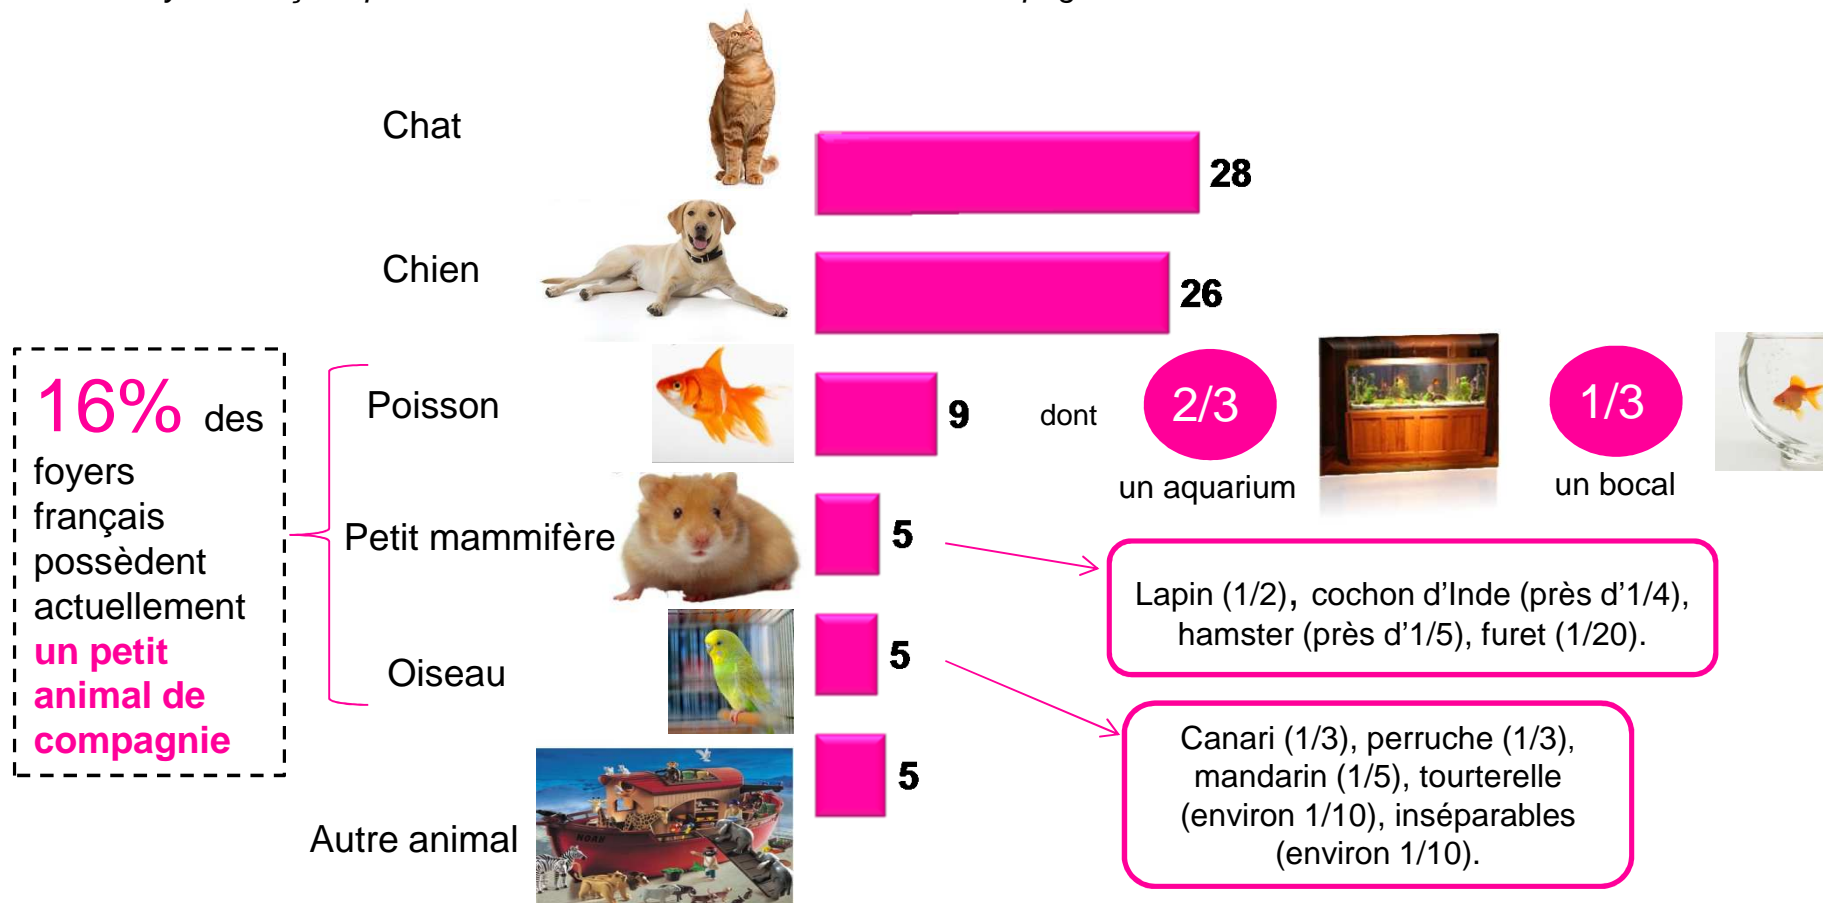 Chat
28
Chien
26
16% des
foyers
français
possèdent
actuellement
un petit
animal de
compagnie
Poisson
9
dont
2/3
un aquarium
1/3
un bocal
Petit mammifère
5
Lapin (1/2), cochon d’Inde (près d’1/4),
hamster (près d’1/5), furet (1/20).
Oiseau
5
Canari (1/3), perruche (1/3),
mandarin (1/5), tourterelle
(environ 1/10), inséparables
(environ 1/10).
Autre animal
5
NOAH